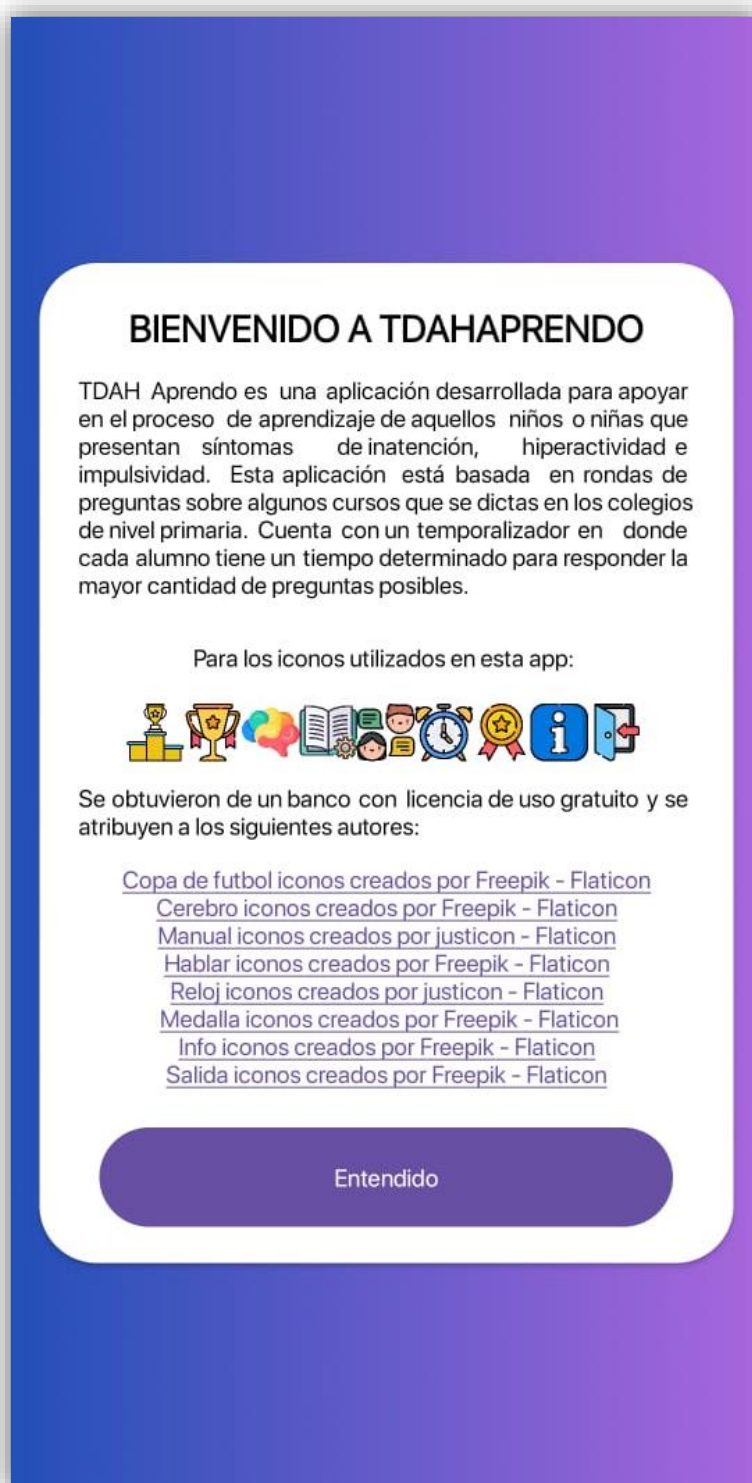 BIENVENIDO A TDAHAPRENDO
TDAH Aprendo es una aplicación desarrollada para apoyar
en el proceso de aprendizaje de aquellos niños o niñas que
presentan síntomas de inatención, hiperactividad e
impulsividad. Esta aplicación está basada en rondas de
preguntas sobre algunos cursos que se dictas en los colegios
de nivel primaria. Cuenta con un temporalizador en donde
cada alumno tiene un tiempo determinado para responder la
mayor cantidad de preguntas posibles.
Para los iconos utilizados en esta app:
Se obtuvieron de un banco con licencia de uso gratuito y se
atribuyen a los siguientes autores:
Copa de futbol iconos creados por Freepik - Flaticon
Cerebro iconos creados por Freepik - Flaticon
Manual iconos creados por justicon - Flaticon
Hablar iconos creados por Freepik - Flaticon
Reloj iconos creados por justicon - Flaticon
Medalla iconos creados por Freepik - Flaticon
Info iconos creados por Freepik - Flaticon
Salida iconos creados por Freepik - Flaticon
Entendido